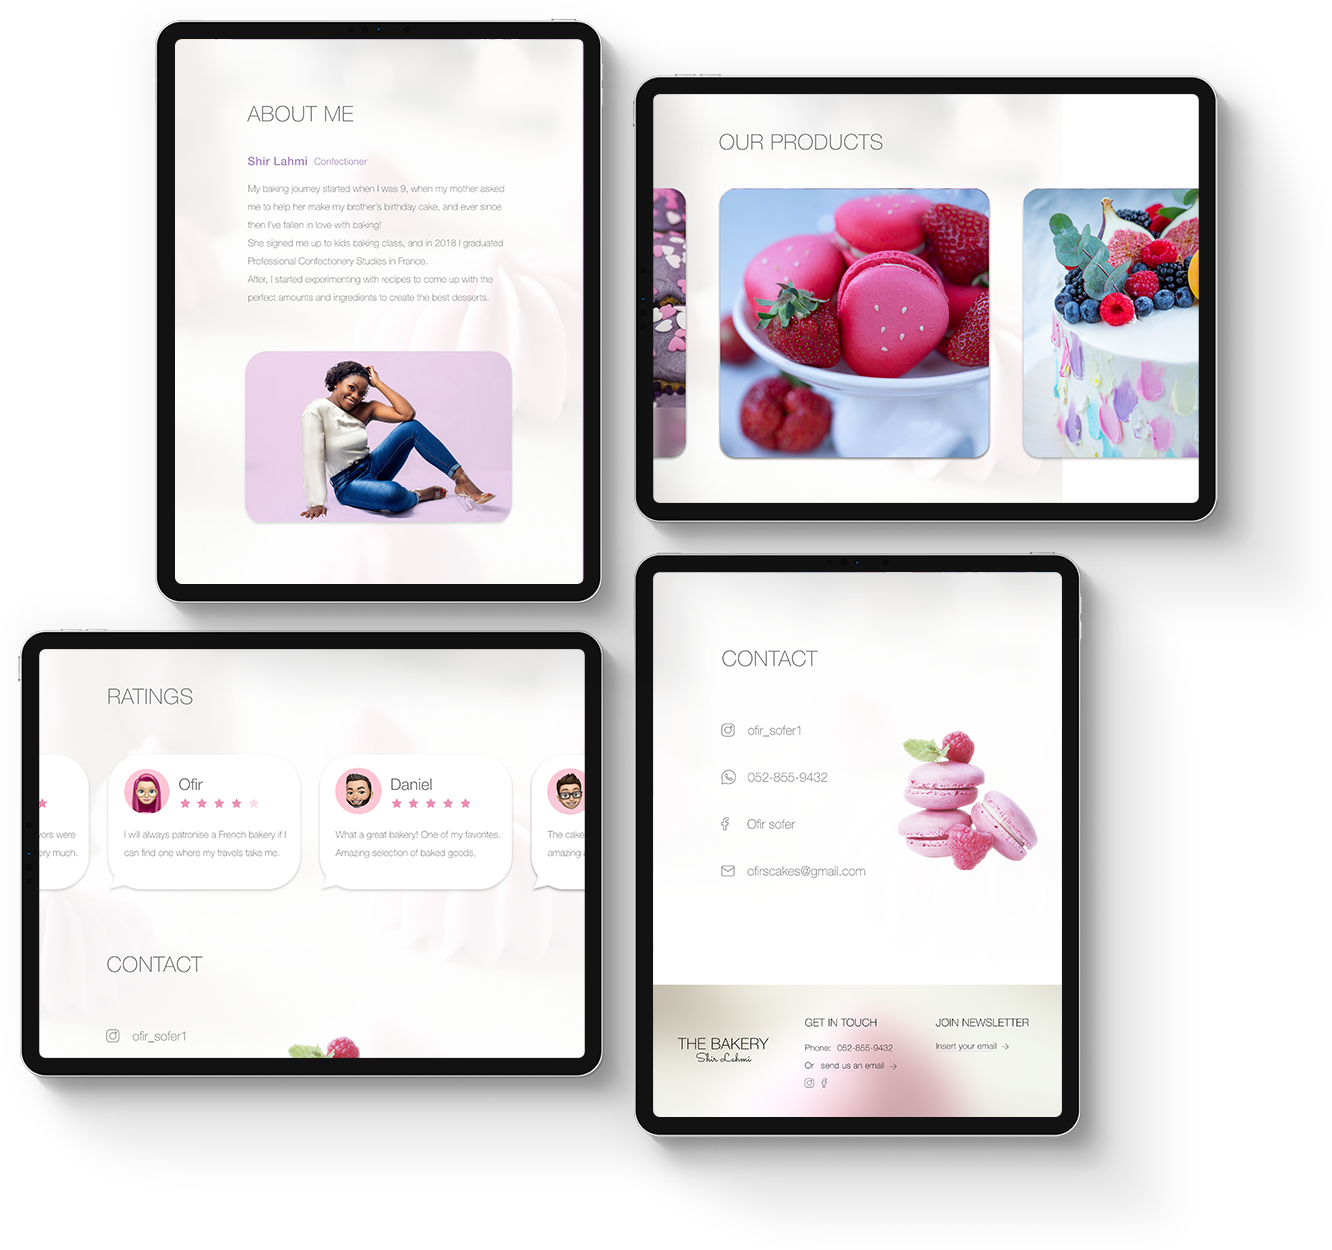 ABOUT ME
Shir Lahmi Confectioner
My baking journey started when I was 9, when my mother asked
me to help her make my brother's birthday cake, and ever since
then I've fallen in love with baking!
She signed me up to kids baking class, and in 2018 I graduated
Professional Confectionery Studies in France.
After, I started experimenting with recipes to come up with the
perfect amounts and ingredients to create the best desserts.
OUR PRODUCTS
RATINGS
ors were
ery much.
Ofir
I will always patronise a French bakery if I
can find one where my travels take me.
Daniel
What a great bakery! One of my favorites.
Amazing selection of baked goods,
The cake
amazing
CONTACT
ofir_sofer1
CONTACT
ofir_sofer1
052-855-9432
Ofir sofer
ofirscakes@gmail.com
THE BAKERY
Shir Lahmi
GET IN TOUCH
Phone: 052-855-9432
Or send us an email →
JOIN NEWSLETTER
Insert your email →